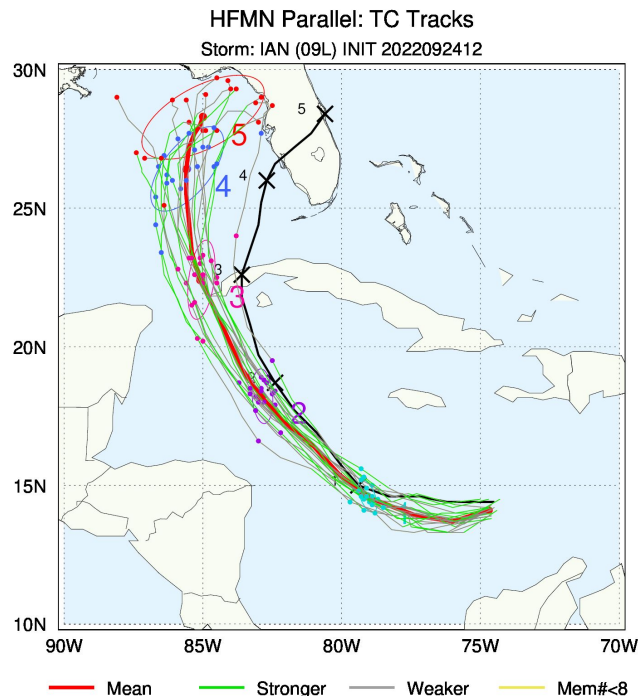 HFMN Parallel: TC Tracks
Storm: IAN (09L) INIT 2022092412
30N
5
5
4
4
25N
3
3
20N
2
2
15N
1
1
10N
90W 85W 80W 75W 70W
Mean Stronger Weaker Mem#<8